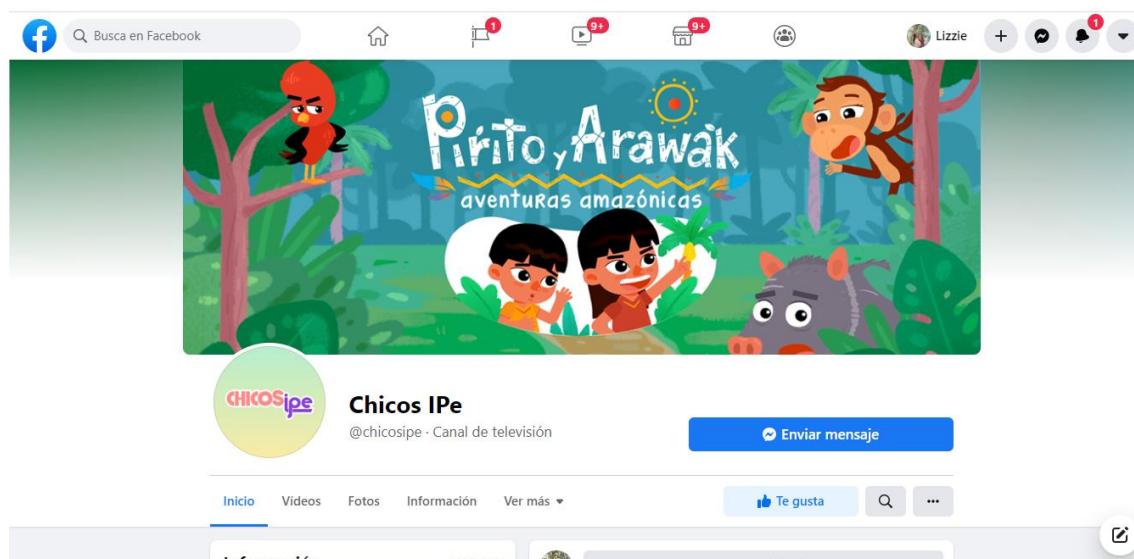 Busca en Facebook
1
9+
9+
Lizzie
1
Pirito y Arawak
aventuras amazónicas
CHICOS ipe
Chicos IPe
@chicosipe · Canal de televisión
Enviar mensaje
Inicio Videos Fotos Información Ver más
Te gusta